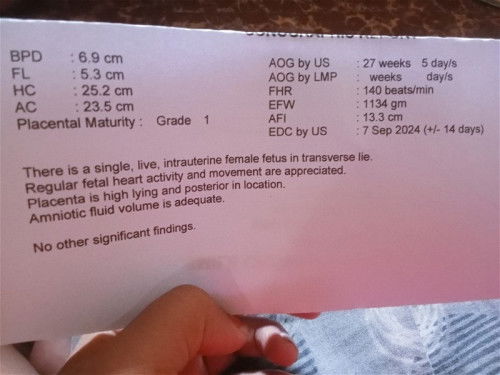 SONOGRAPHIC REPORT
BPD : 6.9 cm
FL : 5.3 cm
HC : 25.2 cm
AC : 23.5 cm
Placental Maturity : Grade 1
AOG by US : 27 weeks 5 day/s
AOG by LMP : weeks day/s
FHR : 140 beats/min
EFW : 1134 gm
AFI : 13.3 cm
EDC by US : 7 Sep 2024 (+/- 14 days)
There is a single, live, intrauterine female fetus in transverse lie.
Regular fetal heart activity and movement are appreciated.
Placenta is high lying and posterior in location.
Amniotic fluid volume is adequate.
No other significant findings.